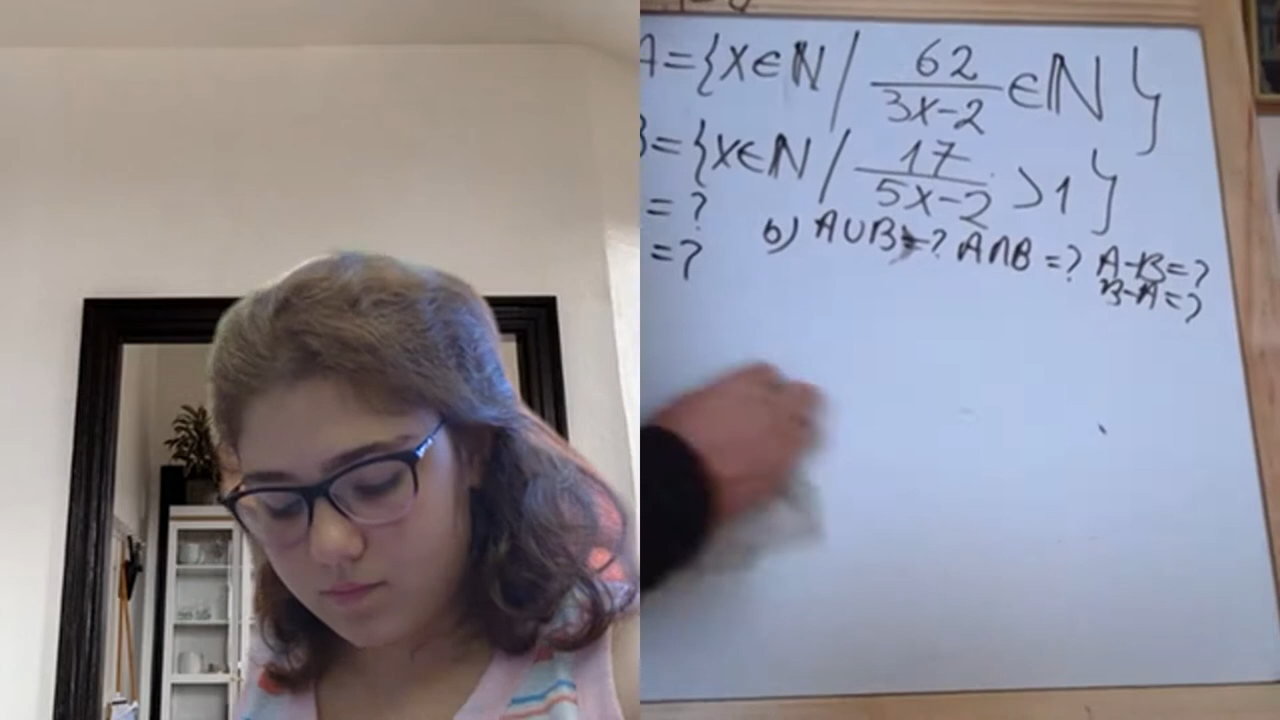 A={x∈ℕ / 62/(3x-2) ∈ℕ }
B={x∈ℕ / 17/(5x-2) >1 }
=?
=? b) A∪B=? A∩B=? A-B=?
B-A=?